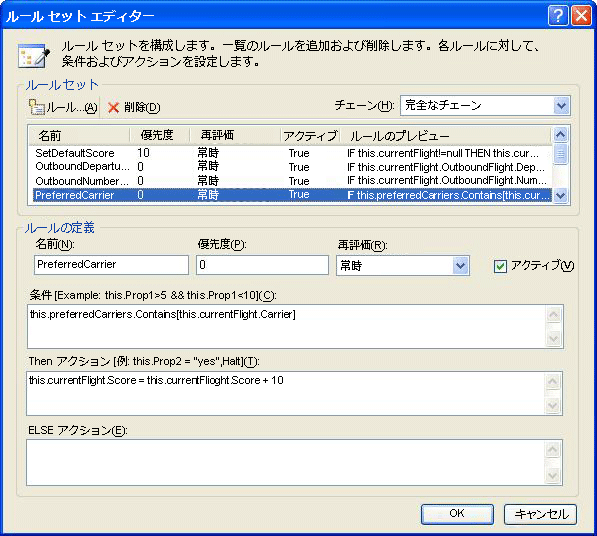 ルール セット エディター
ルール セットを構成します。一覧のルールを追加および削除します。各ルールに対して、
条件およびアクションを設定します。
ルール セット
ルール...(A) 削除(D) チェーン(H): 完全なチェーン
名前 優先度 再評価 アクティブ ルールのプレビュー
SetDefaultScore 10 常時 True IF this.currentFlight!=null THEN this.cur...
OutboundDepartu... 0 常時 True IF this.currentFlight.OutboundFlight.Dep...
OutboundNumber... 0 常時 True IF this.currentFlight.OutboundFlight.Num...
PreferredCarrier 0 常時 True IF this.preferredCarriers.Contains[this.cur...
ルールの定義
名前(N): 優先度(P): 再評価(R):
PreferredCarrier 0 常時 アクティブ(V)
条件 [Example: this.Prop1>5 && this.Prop1<10](C):
this.preferredCarriers.Contains[this.currentFlight.Carrier]
Then アクション [例: this.Prop2 = "yes",Halt](T):
this.currentFlight.Score = this.currentFlioght.Score + 10
ELSE アクション(E):
OK キャンセル